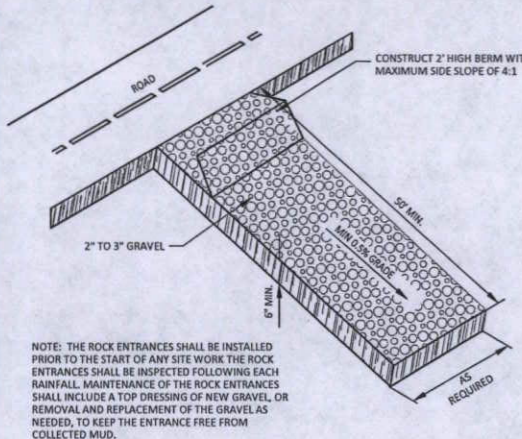 CONSTRUCT 2' HIGH BERM WIT
MAXIMUM SIDE SLOPE OF 4:1
ROAD
50' MIN.
2" TO 3" GRAVEL
MIN 0.5% GRADE
6" MIN.
AS
REQUIRED
NOTE: THE ROCK ENTRANCES SHALL BE INSTALLED
PRIOR TO THE START OF ANY SITE WORK THE ROCK
ENTRANCES SHALL BE INSPECTED FOLLOWING EACH
RAINFALL. MAINTENANCE OF THE ROCK ENTRANCES
SHALL INCLUDE A TOP DRESSING OF NEW GRAVEL, OR
REMOVAL AND REPLACEMENT OF THE GRAVEL AS
NEEDED, TO KEEP THE ENTRANCE FREE FROM
COLLECTED MUD.